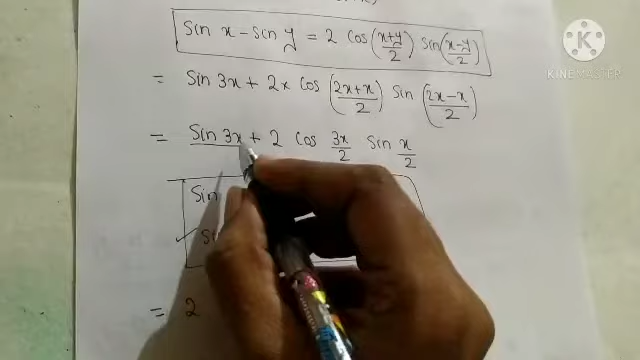 Sin x - Sin y = 2 Cos(x+y/2) Sin(x-y/2)
= Sin 3x + 2x Cos (2x+x/2) Sin (2x-x/2)
= Sin 3x + 2 Cos 3x/2 Sin x/2
Sin
= 2
KINEMASTER